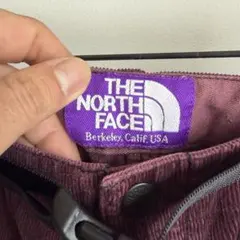 THE
NORTH
FACE
Berkeley, Calif. USA